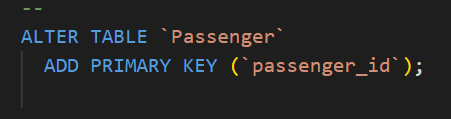 --
ALTER TABLE `Passenger`
  ADD PRIMARY KEY (`passenger_id`);